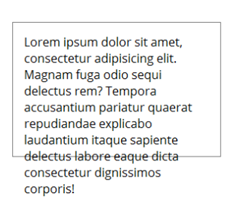 Lorem ipsum dolor sit amet,
consectetur adipisicing elit.
Magnam fuga odio sequi
delectus rem? Tempora
accusantium pariatur quaerat
repudiandae explicabo
laudantium itaque sapiente
delectus labore eaque dicta
consectetur dignissimos
corporis!